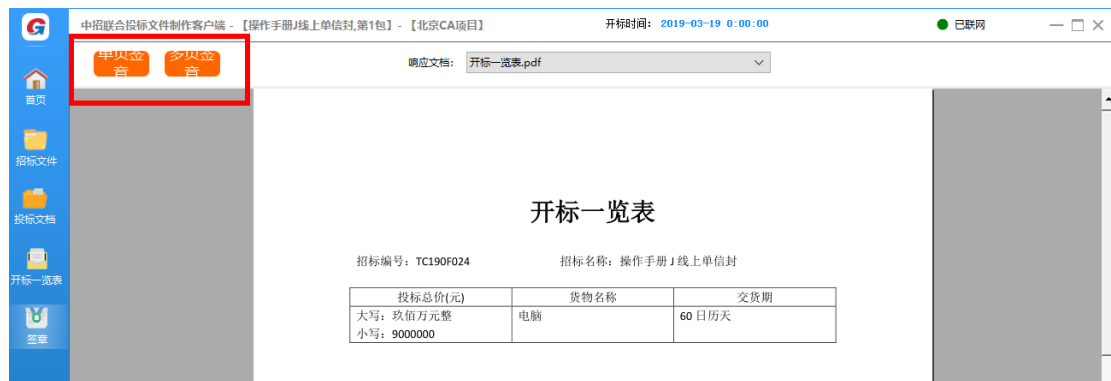 中招联合投标文件制作客户端 - 【操作手册J线上单信封,第1包】 - 【北京CA项目】 开标时间： 2019-03-19 0:00:00 已联网
单页签章 多页签章
响应文档： 开标一览表.pdf
首页
招标文件
投标文档
开标一览表
签章
开标一览表
招标编号：TC190F024 招标名称：操作手册 J 线上单信封
投标总价(元) 货物名称 交货期
大写：玖佰万元整 电脑 60 日历天
小写：9000000